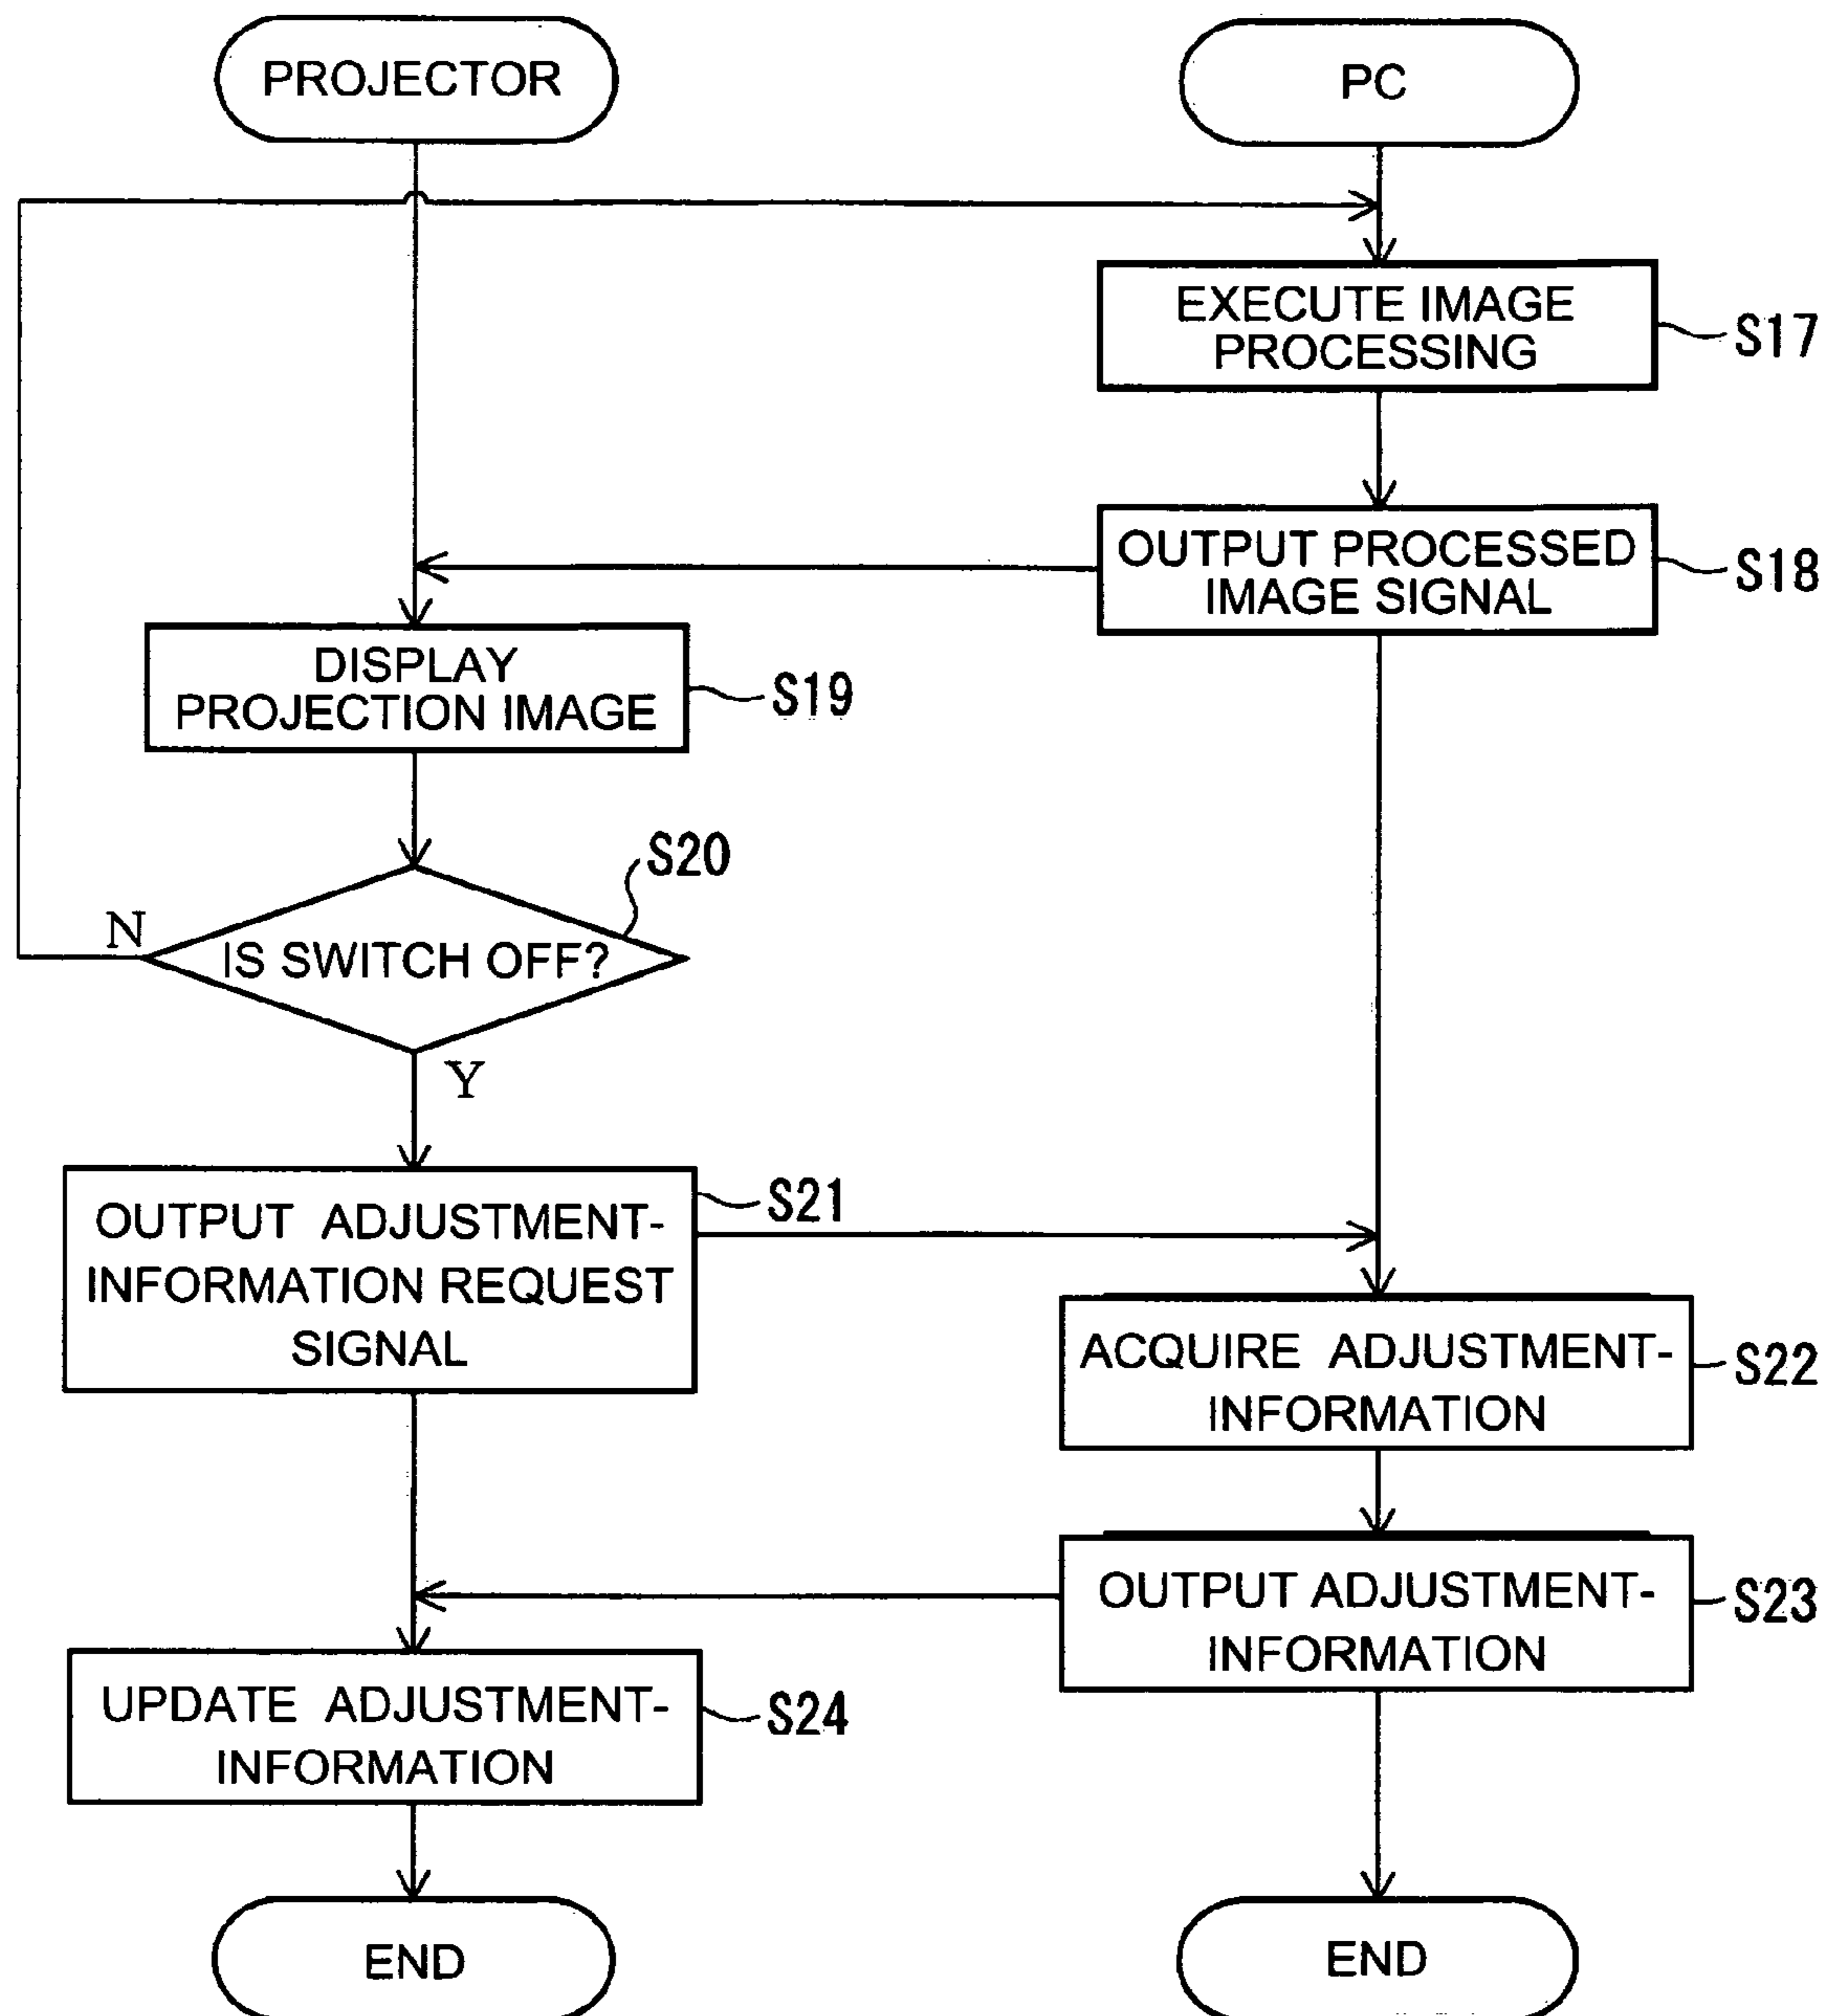 PROJECTOR
PC
EXECUTE IMAGE
PROCESSING
S17
OUTPUT PROCESSED
IMAGE SIGNAL
S18
DISPLAY
PROJECTION IMAGE
S19
S20
N
IS SWITCH OFF?
Y
OUTPUT ADJUSTMENT-
INFORMATION REQUEST
SIGNAL
S21
ACQUIRE ADJUSTMENT-
INFORMATION
S22
OUTPUT ADJUSTMENT-
INFORMATION
S23
UPDATE ADJUSTMENT-
INFORMATION
S24
END
END